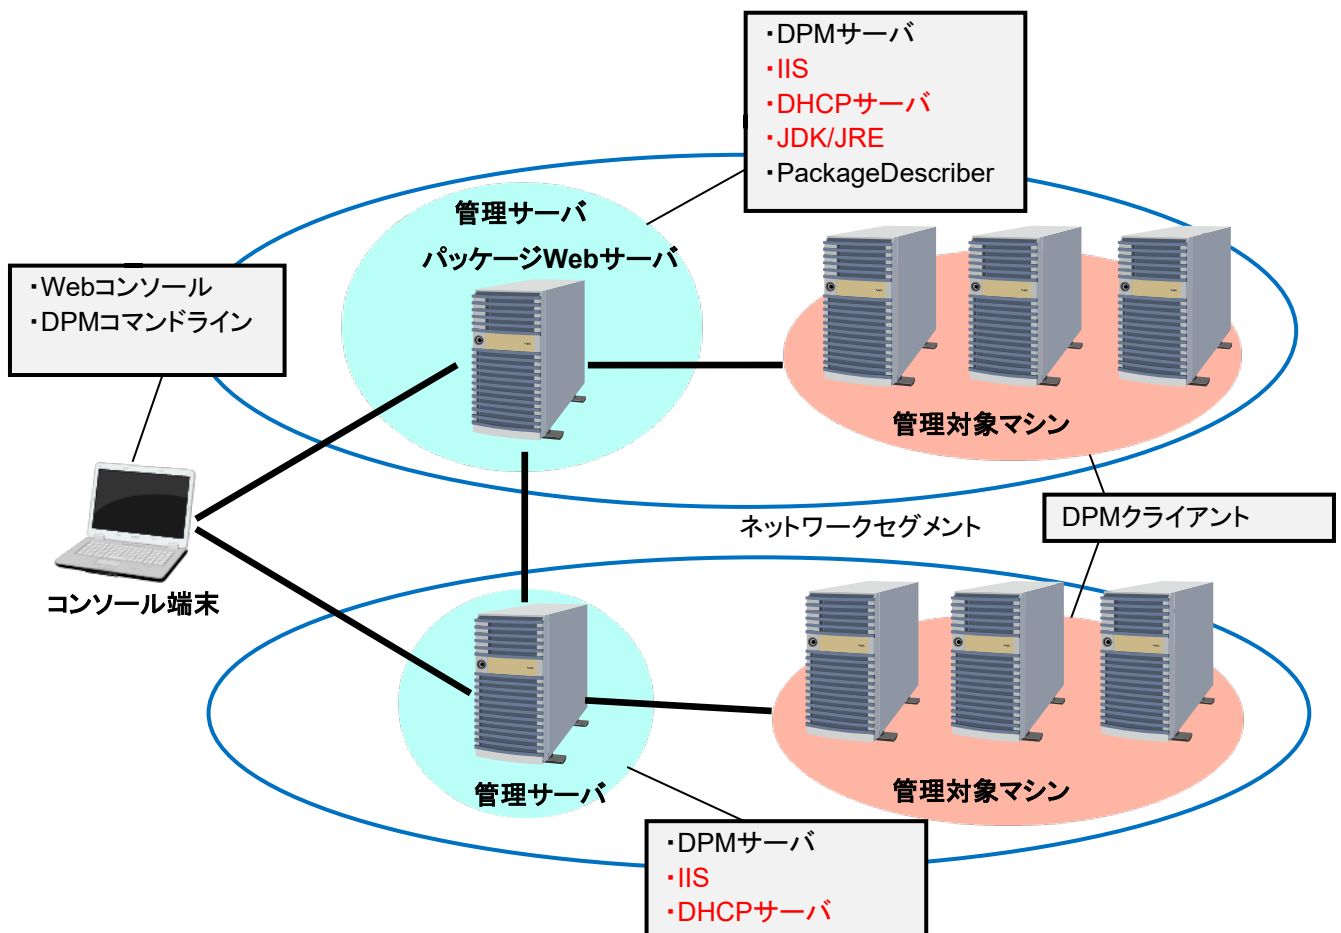 ・DPMサーバ
・IIS
・DHCPサーバ
・JDK/JRE
・PackageDescriber
管理サーバ
パッケージWebサーバ
・Webコンソール
・DPMコマンドライン
管理対象マシン
ネットワークセグメント
DPMクライアント
コンソール端末
管理サーバ
管理対象マシン
・DPMサーバ
・IIS
・DHCPサーバ